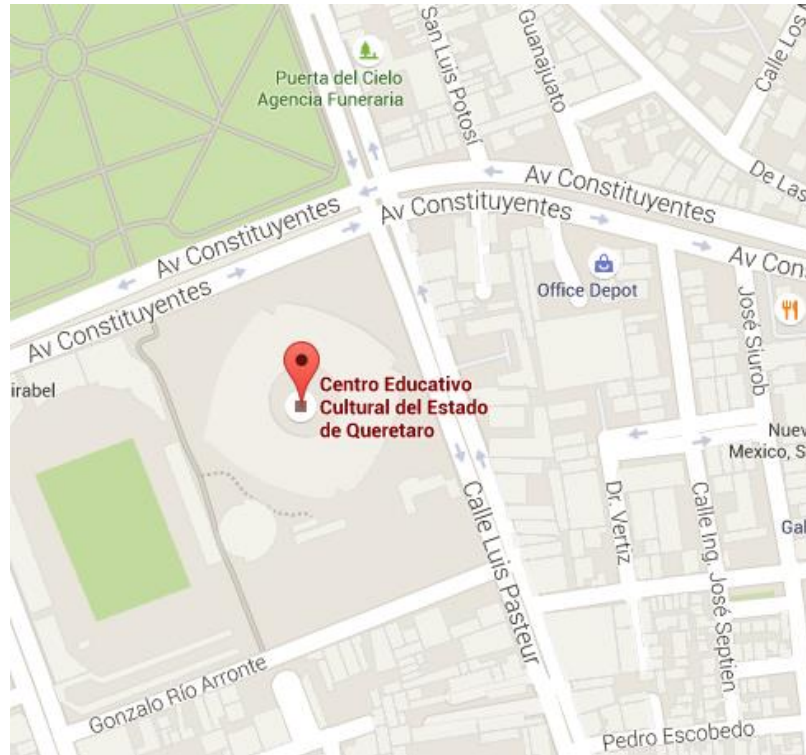 San Luis Potosí
Guanajuato
Calle Los
Puerta del Cielo
Agencia Funeraria
De Las
Av Constituyentes
Av Constituyentes
Av Constituyentes
Av Constituyentes
Av Con
Office Depot
José Siurob
irabel
Centro Educativo
Cultural del Estado
de Queretaro
Nuev
Mexico, S
Dr. Vertiz
Calle Ing. José Septien
Calle Luis Pasteur
Gal
Gonzalo Río Arronte
Pedro Escobedo